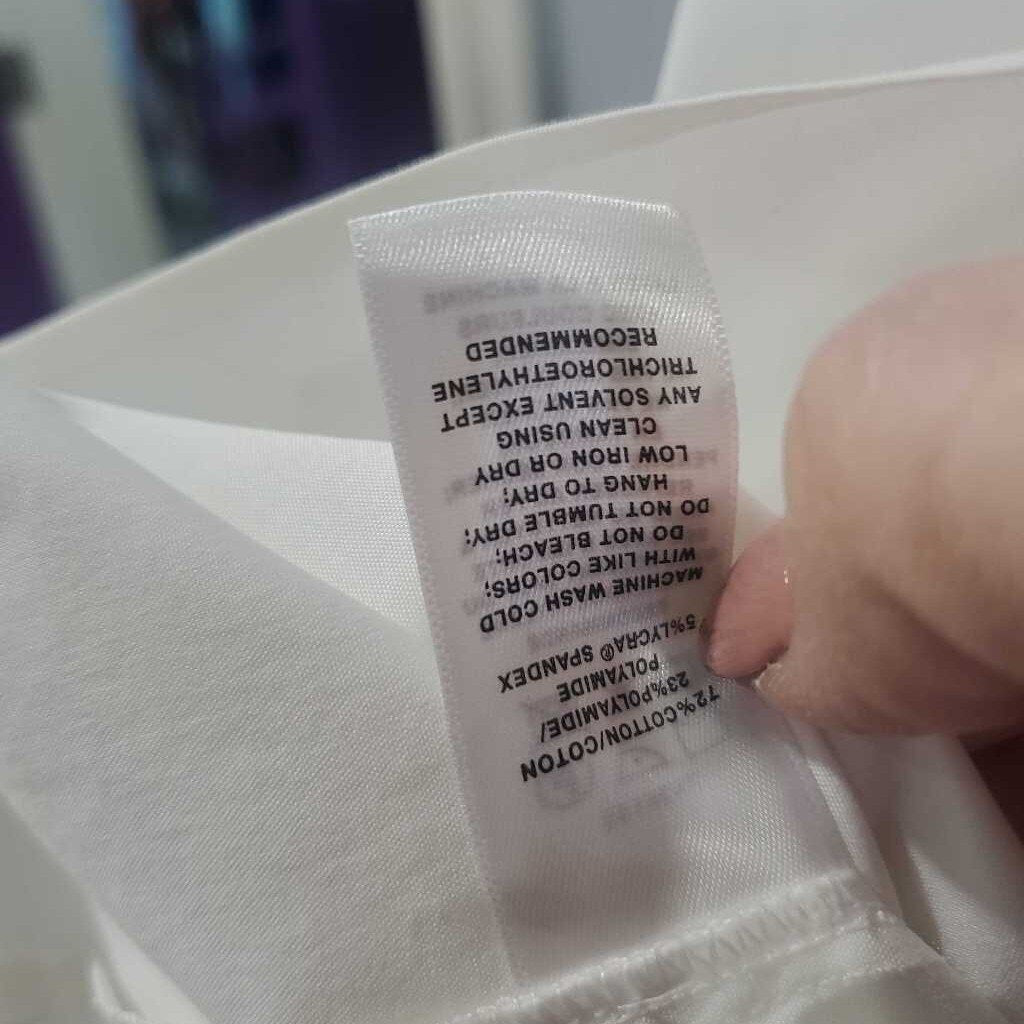 72%COTTON/COTON
23%POLYAMIDE/
POLYAMIDE
5%LYCRA® SPANDEX
MACHINE WASH COLD
WITH LIKE COLORS;
DO NOT BLEACH;
DO NOT TUMBLE DRY;
HANG TO DRY;
LOW IRON OR DRY
CLEAN USING
ANY SOLVENT EXCEPT
TRICHLOROETHYLENE
RECOMMENDED